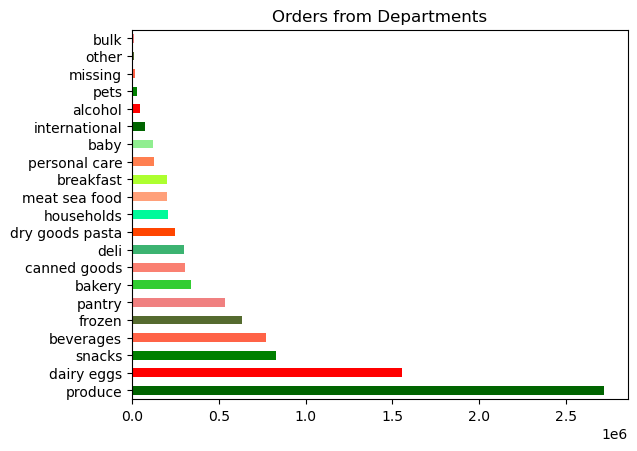 Orders from Departments
bulk
other
missing
pets
alcohol
international
baby
personal care
breakfast
meat sea food
households
dry goods pasta
deli
canned goods
bakery
pantry
frozen
beverages
snacks
dairy eggs
produce
0.0 0.5 1.0 1.5 2.0 2.5
1e6